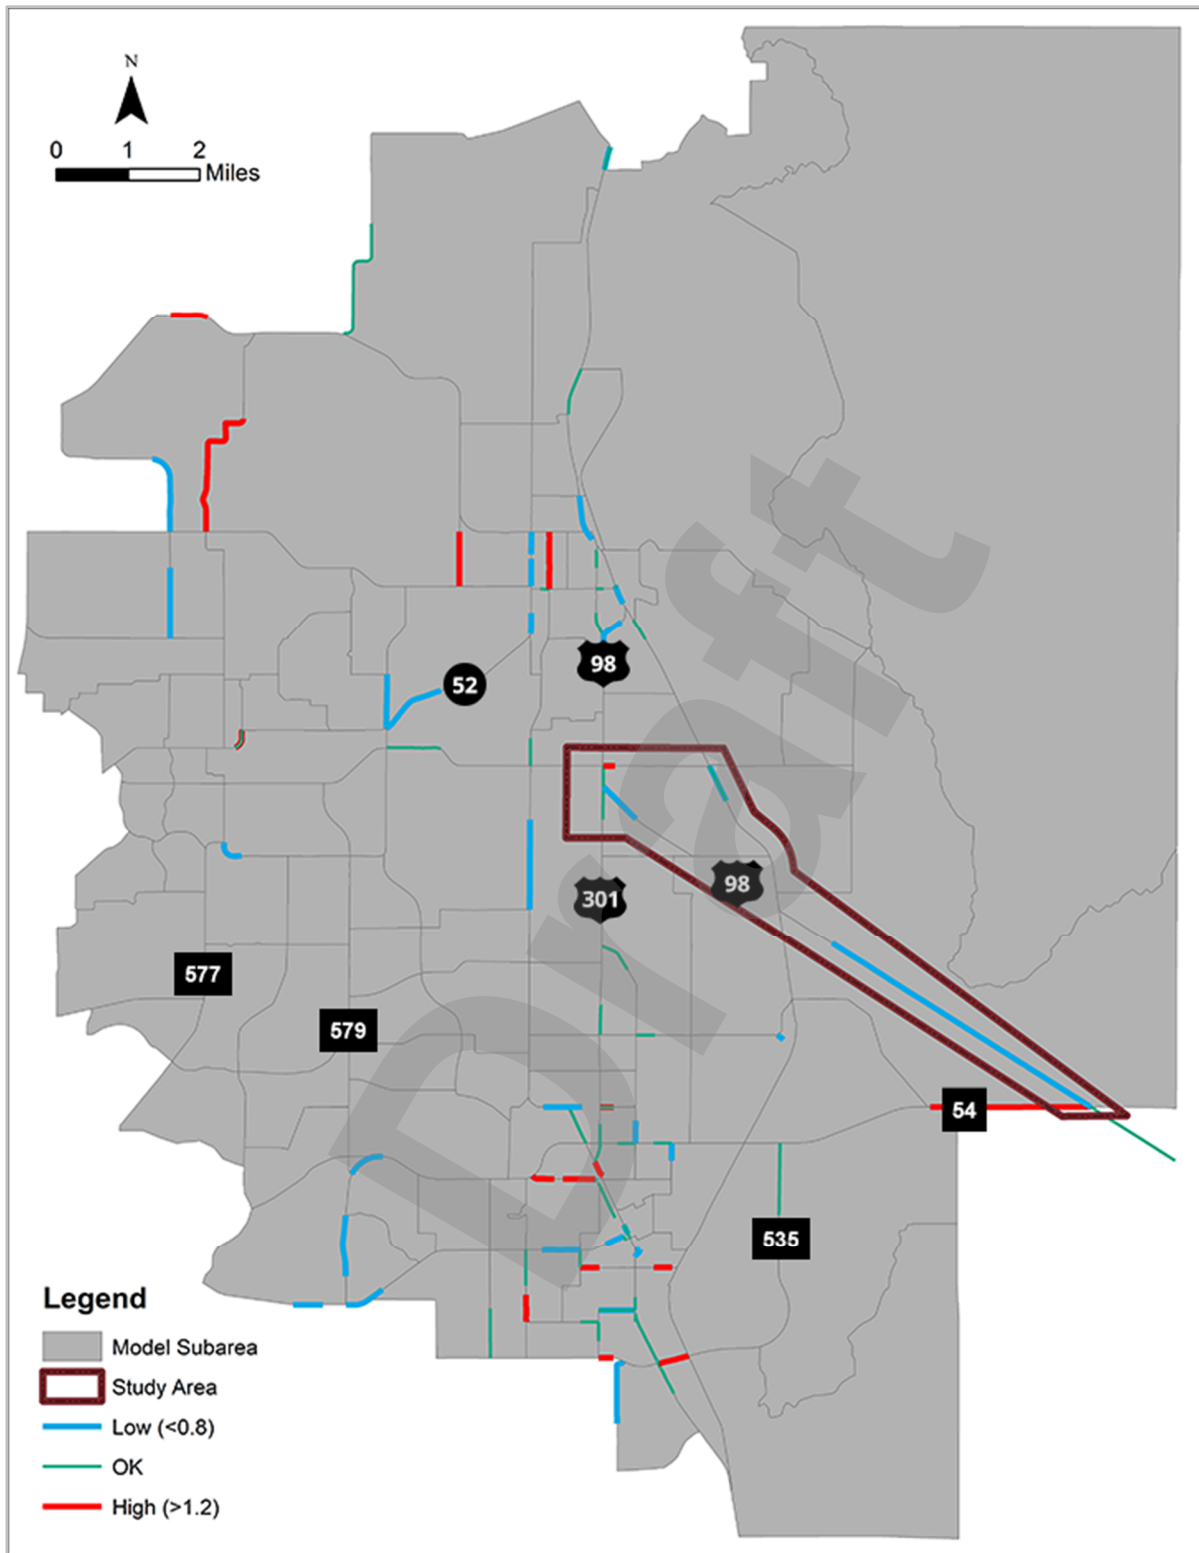 N
0 1 2
Miles
98
52
98
301
577
579
54
535
Draft
Legend
Model Subarea
Study Area
Low (<0.8)
OK
High (>1.2)